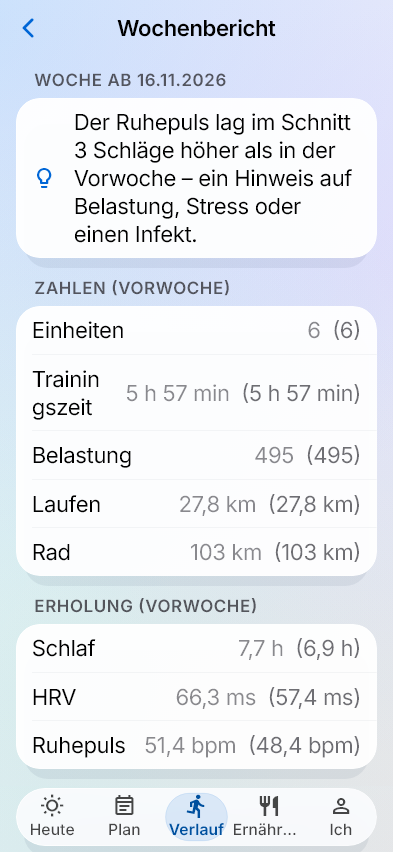 Wochenbericht
WOCHE AB 16.11.2026
Der Ruhepuls lag im Schnitt
3 Schläge höher als in der
Vorwoche – ein Hinweis auf
Belastung, Stress oder
einen Infekt.
ZAHLEN (VORWOCHE)
Einheiten 6 (6)
Trainin
gszeit 5 h 57 min (5 h 57 min)
Belastung 495 (495)
Laufen 27,8 km (27,8 km)
Rad 103 km (103 km)
ERHOLUNG (VORWOCHE)
Schlaf 7,7 h (6,9 h)
HRV 66,3 ms (57,4 ms)
Ruhepuls 51,4 bpm (48,4 bpm)
Heute Plan Verlauf Ernähr… Ich